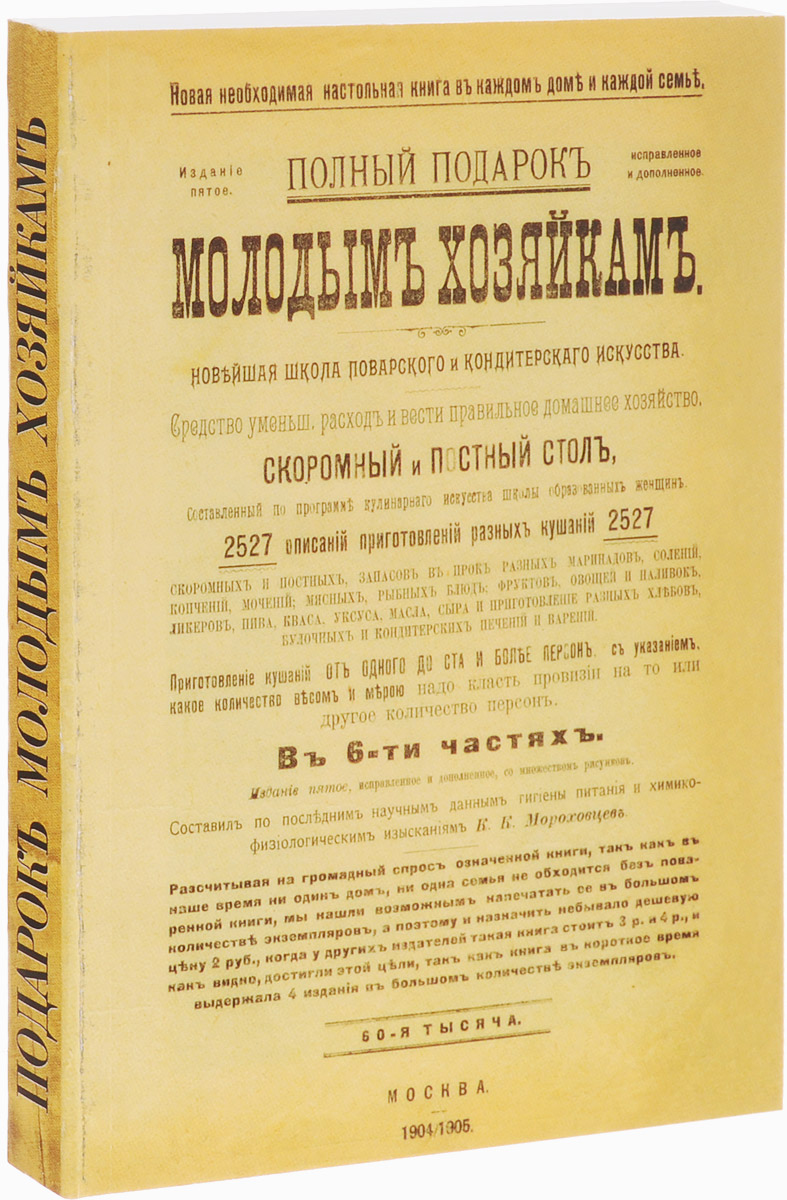 ПОДАРОКЪ МОЛОДЫМЪ ХОЗЯЙКАМЪ
Новая необходимая настольная книга въ каждомъ домѣ и каждой семьѣ.
Изданіе
пятое.
ПОЛНЫЙ ПОДАРОКЪ
исправленное
и дополненное.
МОЛОДЫМЪ ХОЗЯЙКАМЪ.
НОВѢЙШАЯ ШКОЛА ПОВАРСКОГО И КОНДИТЕРСКАГО ИСКУССТВА.
Средство уменьш. расходъ и вести правильное домашнее хозяйство.
СКОРОМНЫЙ и ПОСТНЫЙ СТОЛЪ,
Составленный по программѣ кулинарнаго искуства школы образованныхъ женщинъ.
2527 описаній приготовленій разныхъ кушаній 2527
СКОРОМНЫХЪ И ПОСТНЫХЪ, ЗАПАСОВЪ ВЪ ПРОКЪ РАЗНЫХЪ МАРИНАДОВЪ, СОЛЕНІЙ,
КОПЧЕНІЙ, МОЧЕНІЙ; МЯСНЫХЪ, РЫБНЫХЪ БЛЮДЪ; ФРУКТОВЪ, ОВОЩЕЙ И НАЛИВОКЪ,
ЛИКЕРОВЪ, ПИВА, КВАСА, УКСУСА, МАСЛА, СЫРА И ПРИГОТОВЛЕНІЕ РАЗНЫХЪ ХЛѢБОВЪ,
БУЛОЧНЫХЪ И КОНДИТЕРСКИХЪ ПЕЧЕНІЙ И ВАРЕНІЙ.
Приготовленіе кушаній ОТЪ ОДНОГО ДО СТА И БОЛѢЕ ПЕРСОНЪ. съ указаніемъ,
какое количество вѣсомъ и мѣрою надо класть провизіи на то или
другое количество персонъ.
Въ 6-ти частяхъ.
Изданіе пятое, исправленное и дополненное, со множествомъ рисунковъ.
Составилъ по послѣднимъ научнымъ даннымъ гигіены питанія и химико-
физіологическимъ изысканіямъ К. К. Мороховцевъ.
Разсчитывая на громадный спросъ означенной книги, такъ какъ въ
наше время ни одинъ домъ, ни одна семья не обходится безъ пова-
ренной книги, мы нашли возможнымъ напечатать ее въ большомъ
количествѣ экземпляровъ, а поэтому и назначить небывало дешевую
цѣну 2 руб., когда у другихъ издателей такая книга стоитъ 3 р. и 4 р., и
какъ видно, достигли этой цѣли, такъ какъ книга въ короткое время
выдержала 4 изданія въ большомъ количествѣ экземпляровъ.
60-Я ТЫСЯЧА.
МОСКВА.
1904/1905.